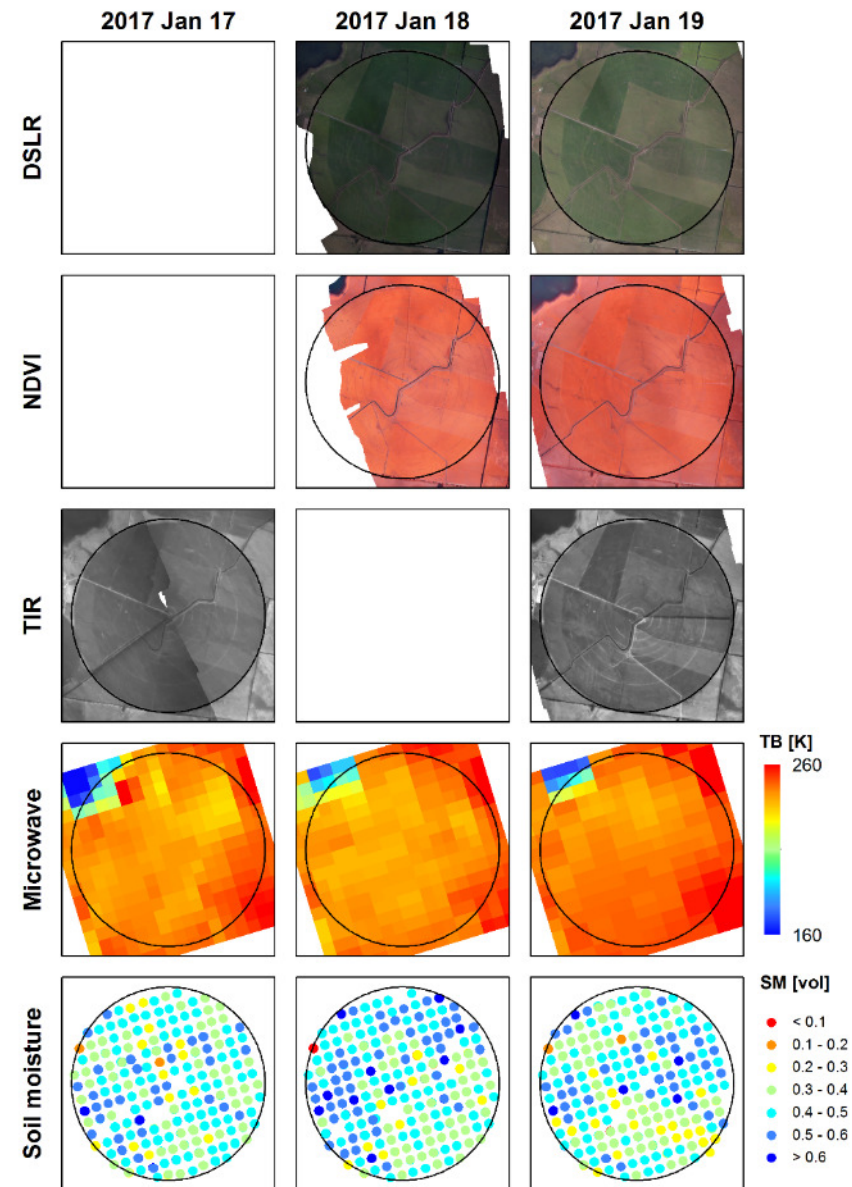 2017 Jan 17 2017 Jan 18 2017 Jan 19
DSLR
NDVI
TIR
Microwave
TB [K]
260
160
Soil moisture
SM [vol]
< 0.1
0.1 - 0.2
0.2 - 0.3
0.3 - 0.4
0.4 - 0.5
0.5 - 0.6
> 0.6